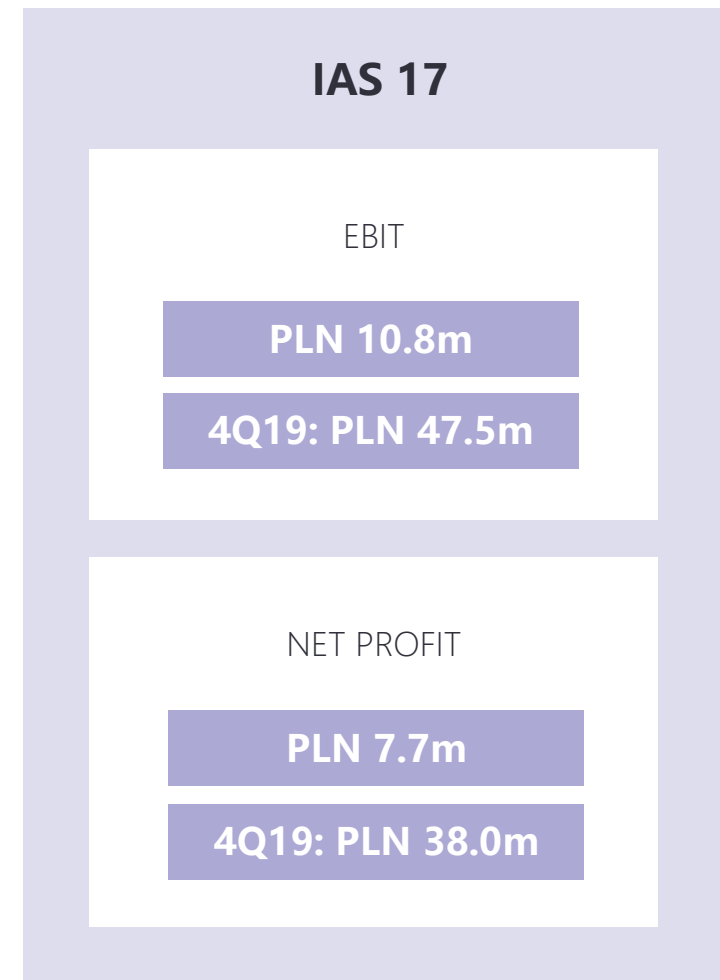 IAS 17
EBIT
PLN 10.8m
4Q19: PLN 47.5m
NET PROFIT
PLN 7.7m
4Q19: PLN 38.0m